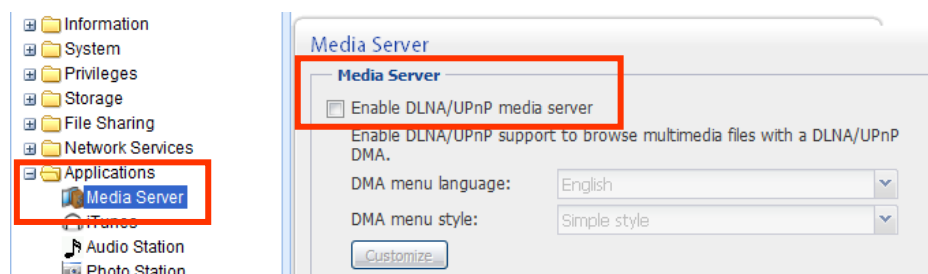 Information
System
Privileges
Storage
File Sharing
Network Services
Applications
Media Server
iTunes
Audio Station
Photo Station
Media Server
Media Server
Enable DLNA/UPnP media server
Enable DLNA/UPnP support to browse multimedia files with a DLNA/UPnP
DMA.
DMA menu language: English
DMA menu style: Simple style
Customize